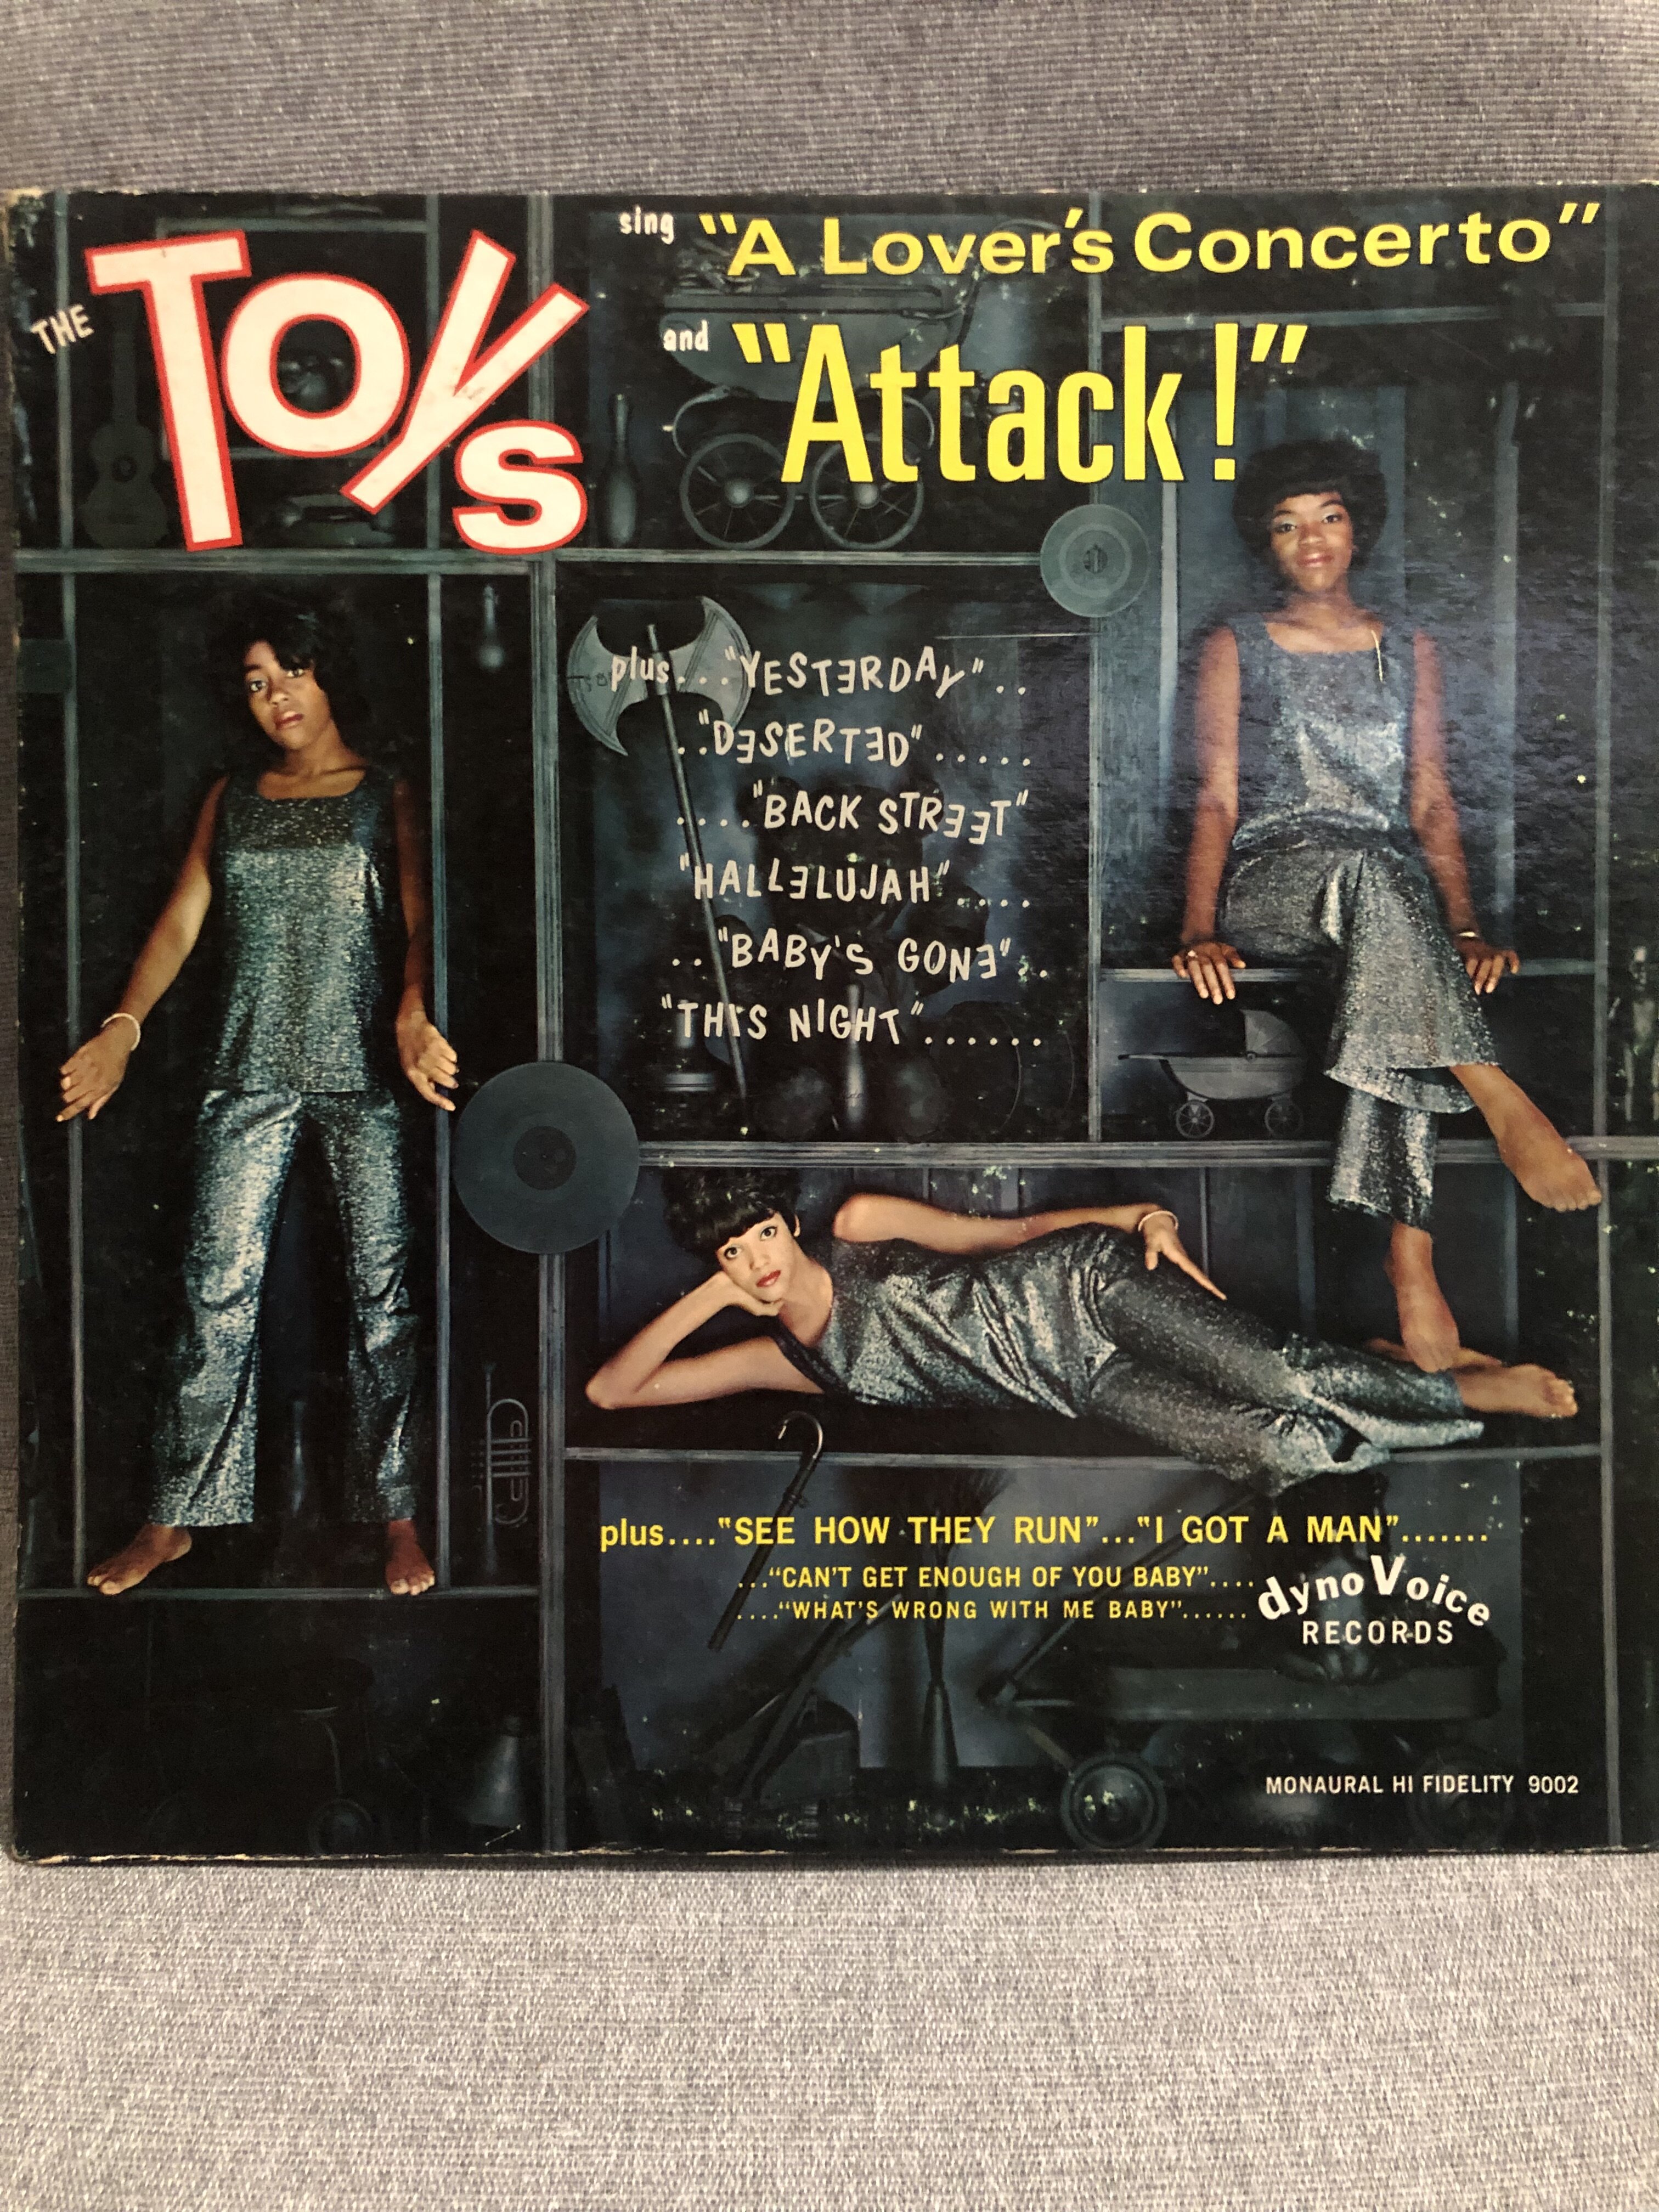 THE TOYS
sing "A Lover's Concerto"
and "Attack!"
plus..."YESTERDAY"..
.."DESERTED".....
...."BACK STREET"
"HALLELUJAH".....
.."BABY'S GONE"..
"THIS NIGHT"......
plus...."SEE HOW THEY RUN"..."I GOT A MAN".......
..."CAN'T GET ENOUGH OF YOU BABY"....
...."WHAT'S WRONG WITH ME BABY"......
dynoVoice
RECORDS
MONAURAL HI FIDELITY 9002